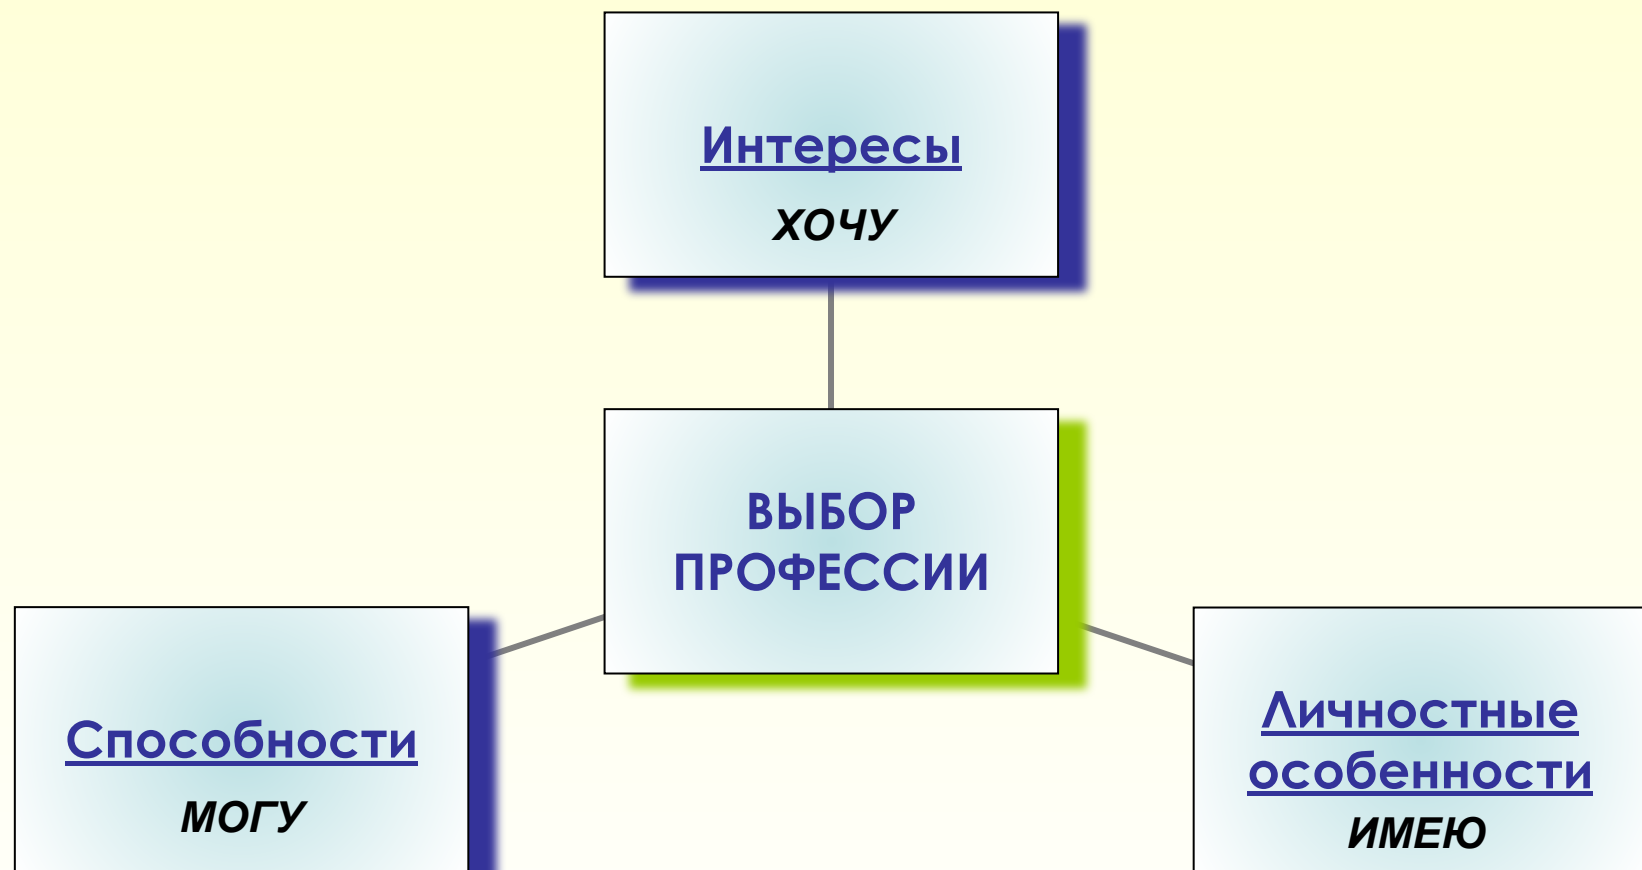 Интересы
ХОЧУ
ВЫБОР
ПРОФЕССИИ
Способности
МОГУ
Личностные
особенности
ИМЕЮ